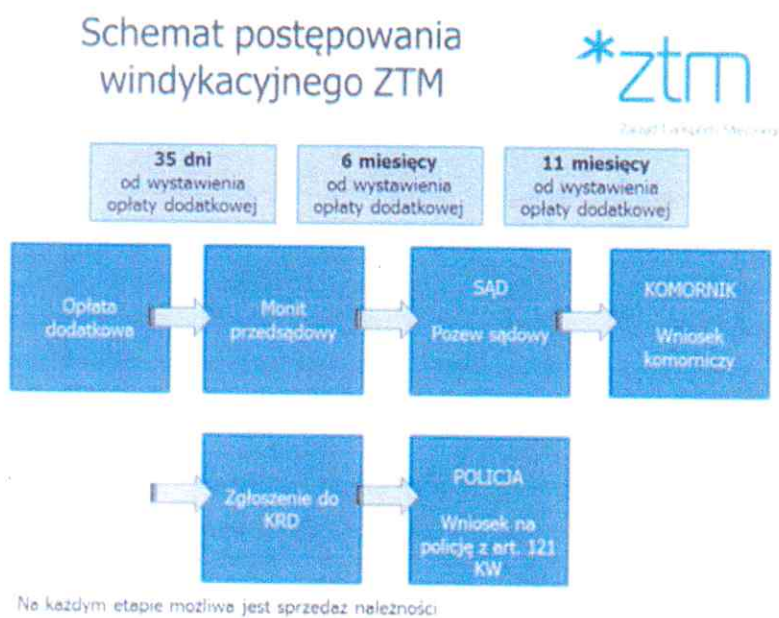 Schemat postępowania
windykacyjnego ZTM
*ztm
35 dni
od wystawienia
opłaty dodatkowej
6 miesięcy
od wystawienia
opłaty dodatkowej
11 miesięcy
od wystawienia
opłaty dodatkowej
Opłata
dodatkowa
Monit
przedsądowy
SĄD
Pozew sądowy
KOMORNIK
Wniosek
komorniczy
Zgłoszenie do
KRD
POLICJA
Wniosek na
policję z art. 121
KW
Na każdym etapie możliwa jest sprzedaż należności